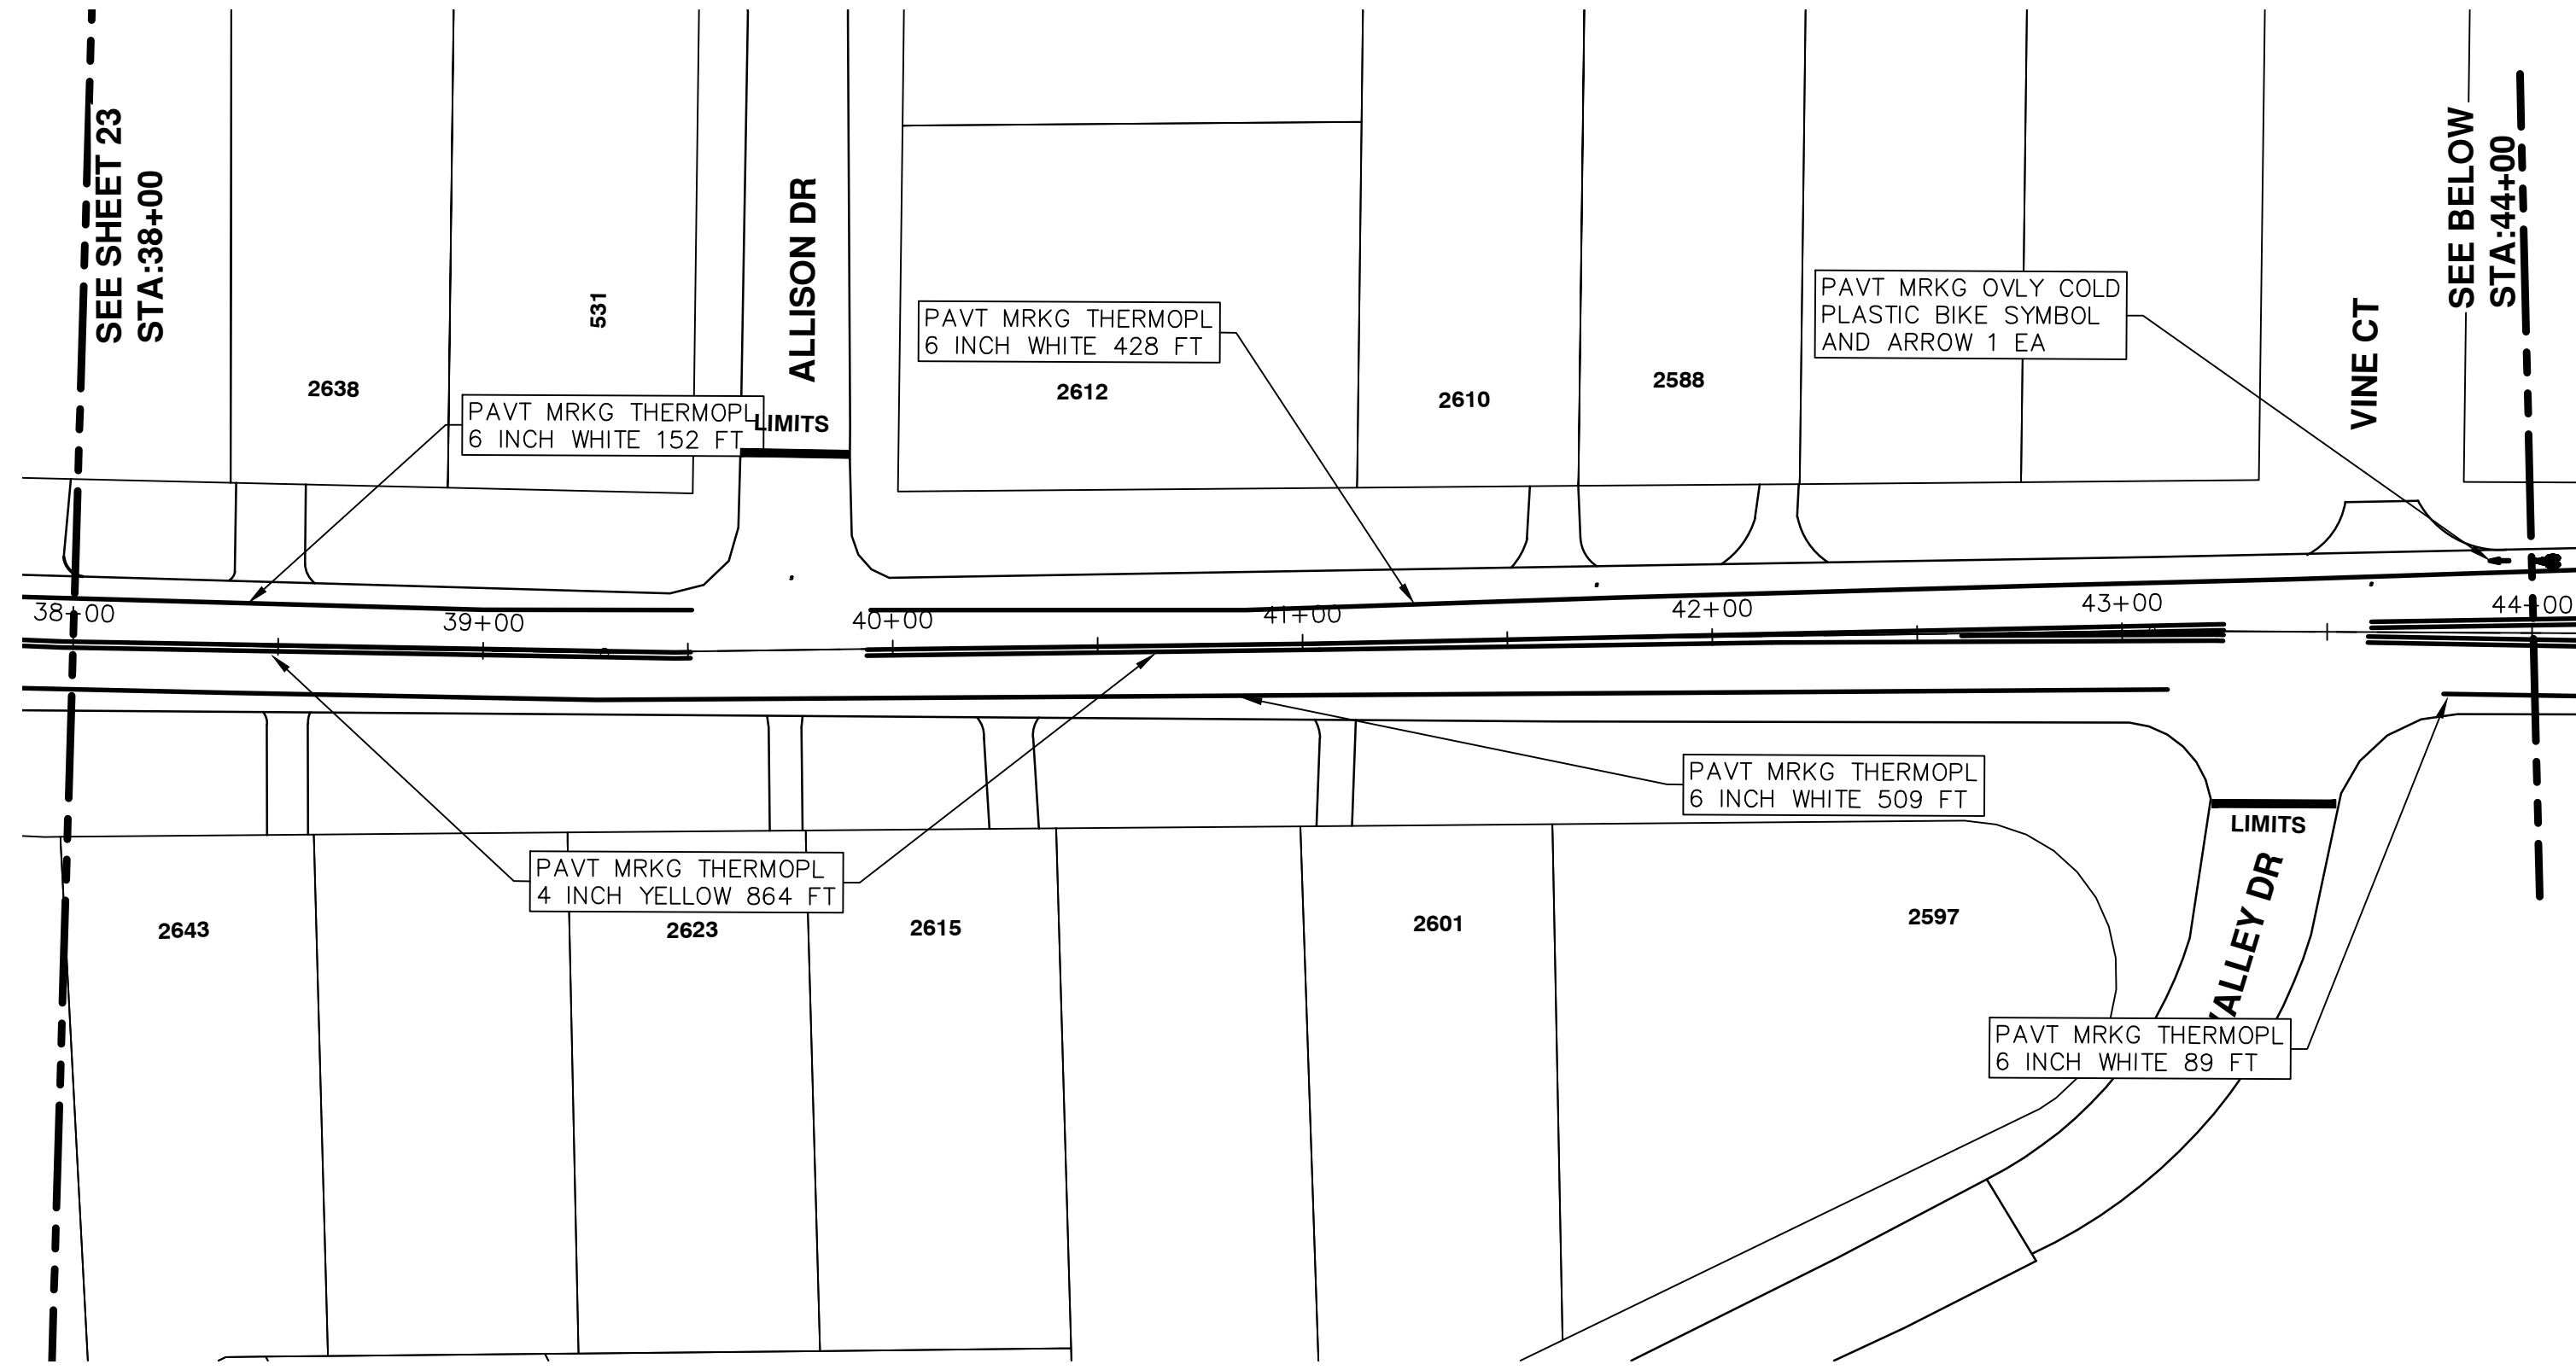 SEE SHEET 23
STA:38+00
531
ALLISON DR
2638
PAVT MRKG THERMOPL
6 INCH WHITE 152 FT
LIMITS
PAVT MRKG THERMOPL
6 INCH WHITE 428 FT
2612
2610
2588
PAVT MRKG OVLY COLD
PLASTIC BIKE SYMBOL
AND ARROW 1 EA
VINE CT
SEE BELOW
STA:44+00
38+00
39+00
40+00
41+00
42+00
43+00
44+00
PAVT MRKG THERMOPL
6 INCH WHITE 509 FT
LIMITS
PAVT MRKG THERMOPL
4 INCH YELLOW 864 FT
2643
2623
2615
2601
2597
VALLEY DR
PAVT MRKG THERMOPL
6 INCH WHITE 89 FT